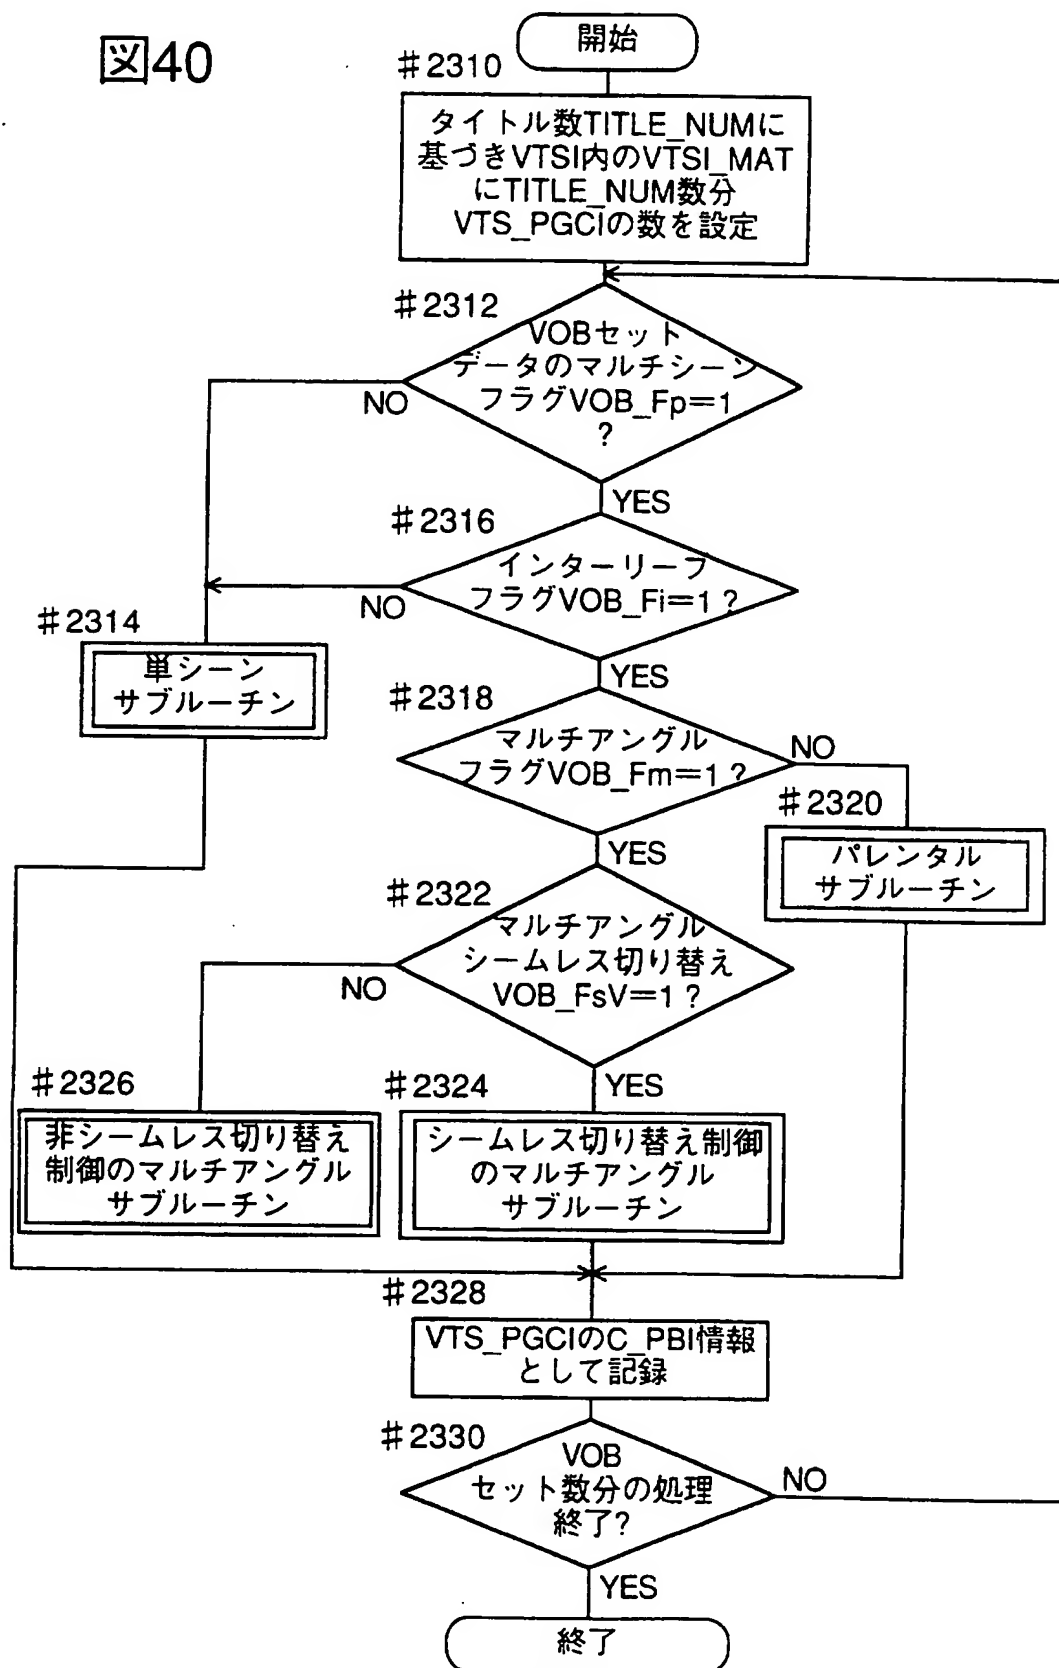 図40
開始
#2310
タイトル数TITLE_NUMに
基づきVTSI内のVTSI_MAT
にTITLE_NUM数分
VTS_PGCIの数を設定
#2312
VOBセット
データのマルチシーン
フラグVOB_Fp=1
?
NO
YES
#2316
インターリーフ
フラグVOB_Fi=1?
NO
YES
#2314
単シーン
サブルーチン
#2318
マルチアングル
フラグVOB_Fm=1?
NO
YES
#2320
パレンタル
サブルーチン
#2322
マルチアングル
シームレス切り替え
VOB_FsV=1?
NO
YES
#2326
非シームレス切り替え
制御のマルチアングル
サブルーチン
#2324
シームレス切り替え制御
のマルチアングル
サブルーチン
#2328
VTS_PGCIのC_PBI情報
として記録
#2330
VOB
セット数分の処理
終了?
NO
YES
終了